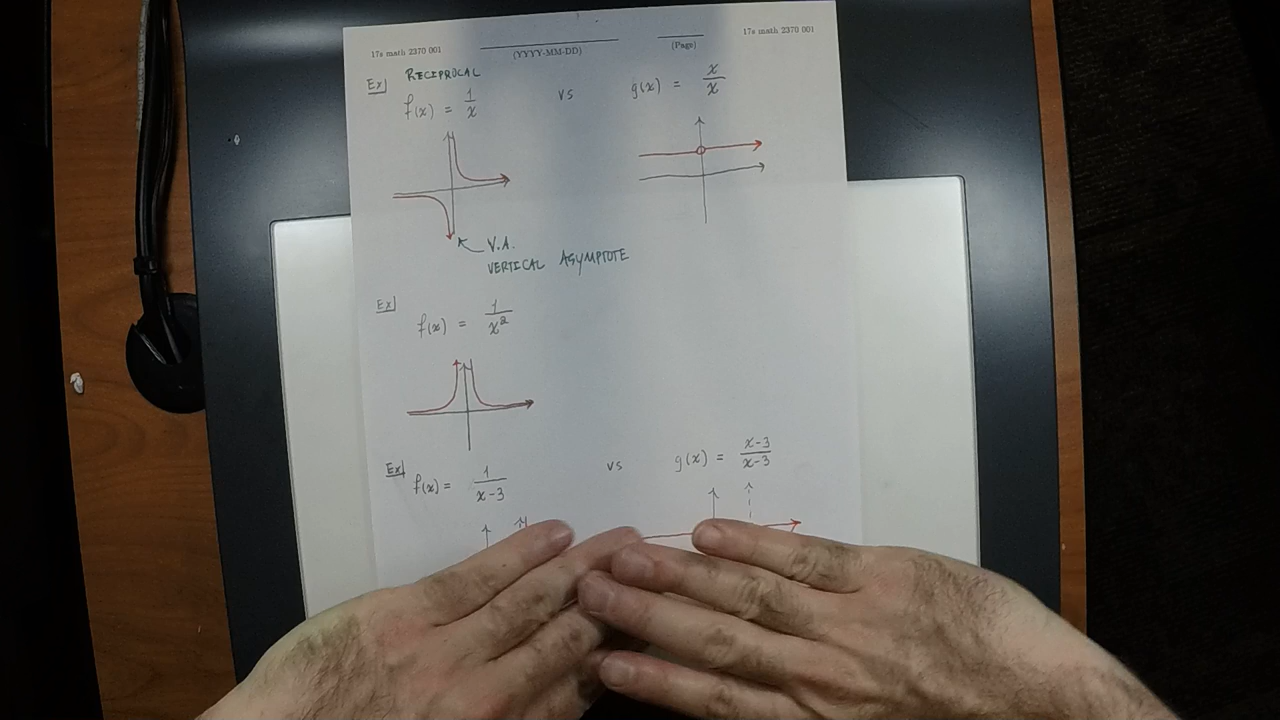 17s math 2370 001
(YYYY-MM-DD)
(Page)
17s math 2370 001
Ex] RECIPROCAL
f(x) = 1/x vs g(x) = x/x
V.A.
VERTICAL ASYMPTOTE
Ex]
f(x) = 1/x²
Ex]
f(x) = 1/x-3 vs g(x) = x-3/x-3